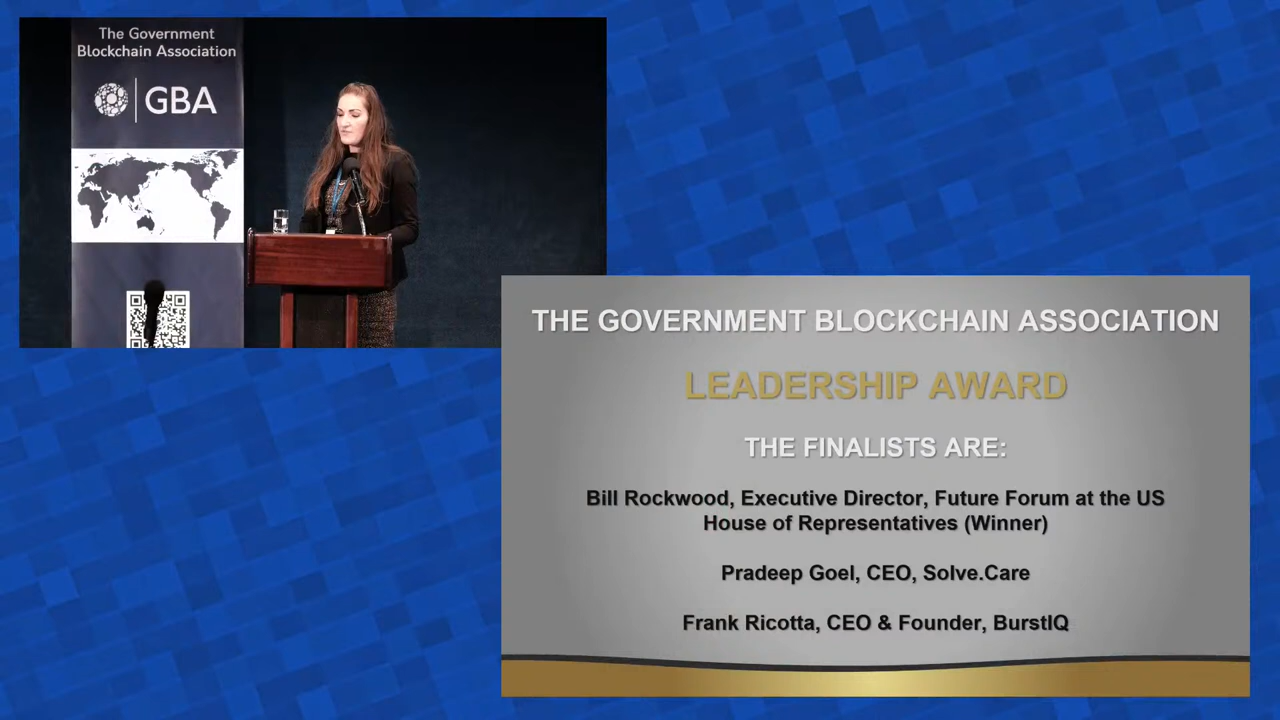 The Government
Blockchain Association
GBA
THE GOVERNMENT BLOCKCHAIN ASSOCIATION
LEADERSHIP AWARD
THE FINALISTS ARE:
Bill Rockwood, Executive Director, Future Forum at the US
House of Representatives (Winner)
Pradeep Goel, CEO, Solve.Care
Frank Ricotta, CEO & Founder, BurstIQ